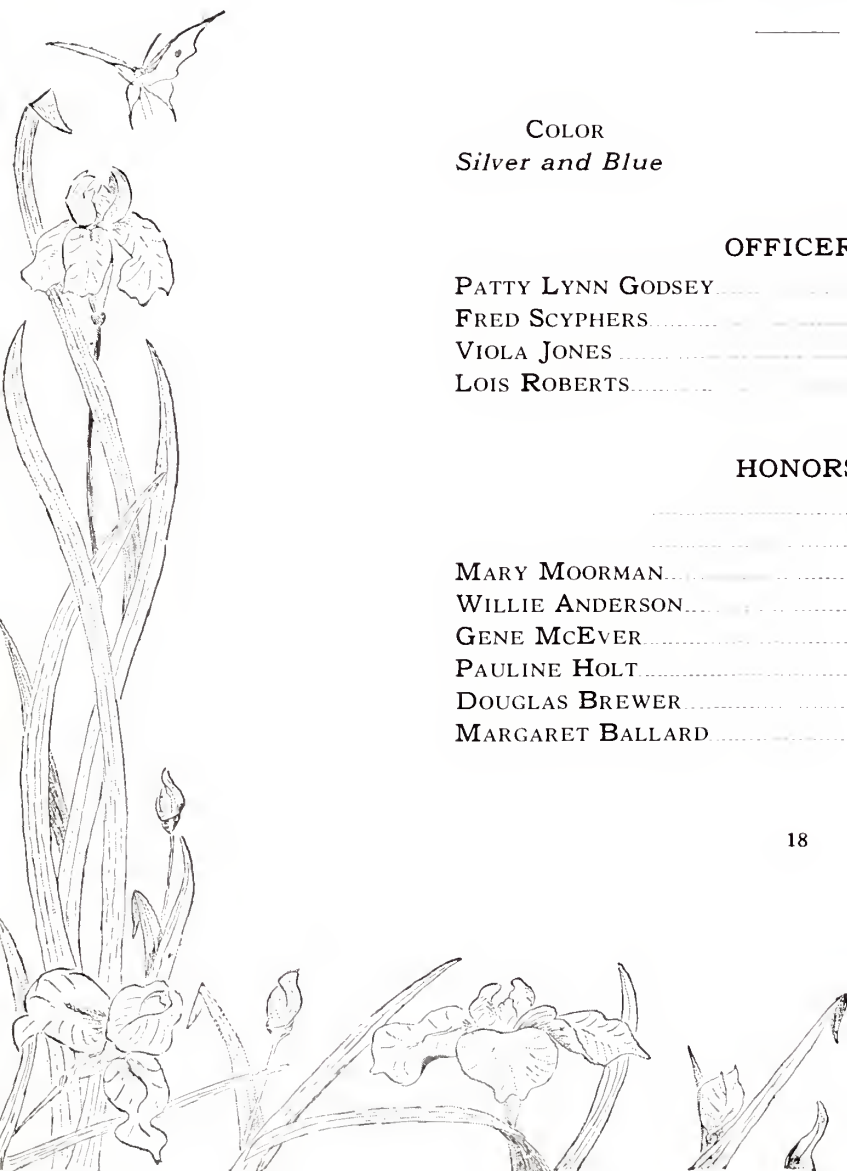 COLOR
Silver and Blue
OFFICER
PATTY LYNN GODSEY
FRED SCYPHERS
VIOLA JONES
LOIS ROBERTS
HONORS
MARY MOORMAN
WILLIE ANDERSON
GENE MCEVER
PAULINE HOLT
DOUGLAS BREWER
MARGARET BALLARD
18